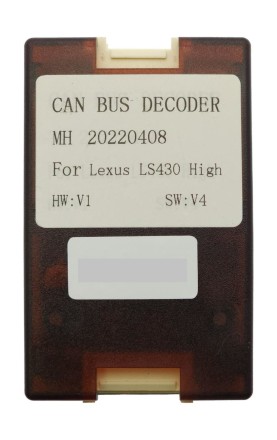 CAN BUS DECODER
MH 20220408
For Lexus LS430 High
HW:V1 SW:V4